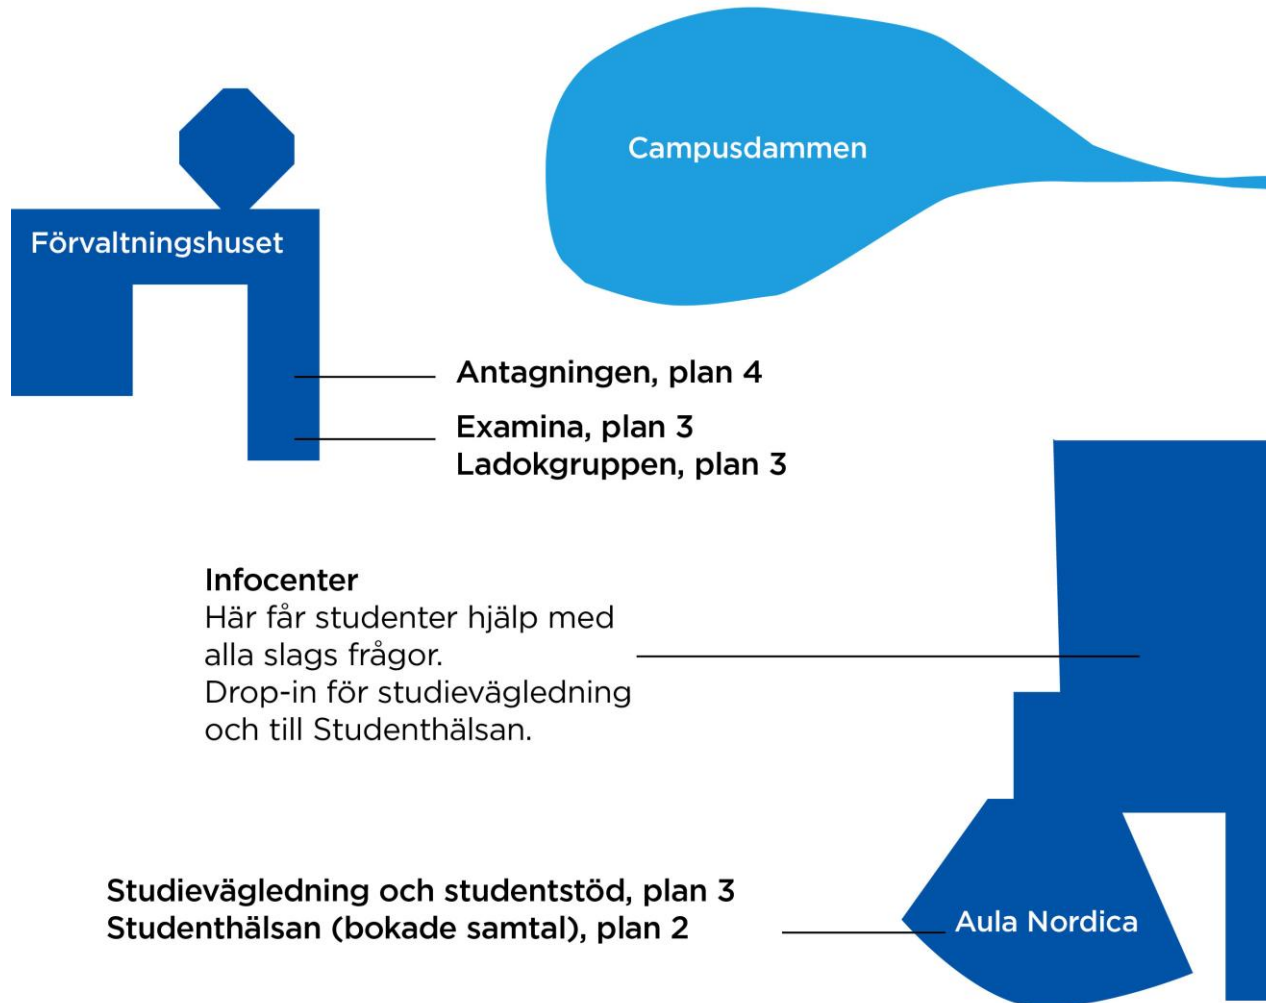 Campusdammen
Förvaltningshuset
Antagningen, plan 4
Examina, plan 3
Ladokgruppen, plan 3
Infocenter
Här får studenter hjälp med
alla slags frågor.
Drop-in för studievägledning
och till Studenthälsan.
Studievägledning och studentstöd, plan 3
Studenthälsan (bokade samtal), plan 2
Aula Nordica